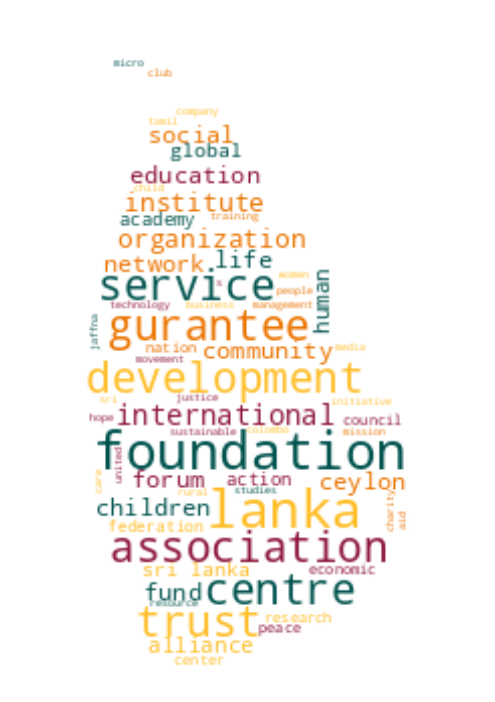 micro
club
company
tamil
social
global
education
child
institute
academy training
organization
network life
service women
people human
s
technology business management
jaffna gurantee
nation community media
movement
development
sri justice initiative
hope international council
sustainable colombo mission
foundation
united forum action ceylon
care rural studies
children lanka charity
federation aid
association
sri lanka economic
fund centre
resource
trust research
peace
alliance
center